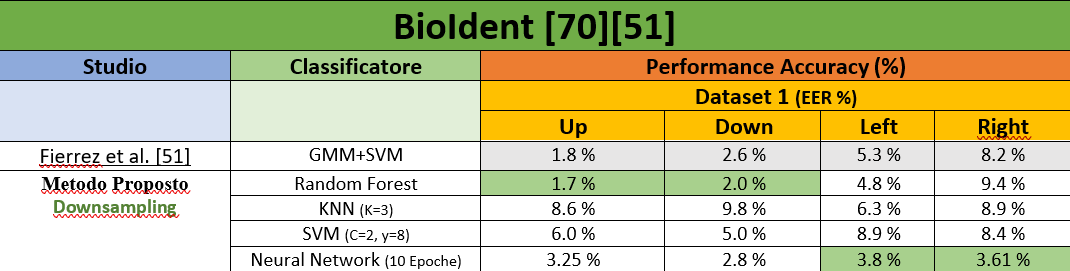 BioIdent [70][51]
Studio Classificatore Performance Accuracy (%)
Dataset 1 (EER %)
Up Down Left Right
Fierrez et al. [51] GMM+SVM 1.8 % 2.6 % 5.3 % 8.2 %
Metodo Proposto Random Forest 1.7 % 2.0 % 4.8 % 9.4 %
Downsampling KNN (K=3) 8.6 % 9.8 % 6.3 % 8.9 %
SVM (C=2, y=8) 6.0 % 5.0 % 8.9 % 8.4 %
Neural Network (10 Epoche) 3.25 % 2.8 % 3.8 % 3.61 %